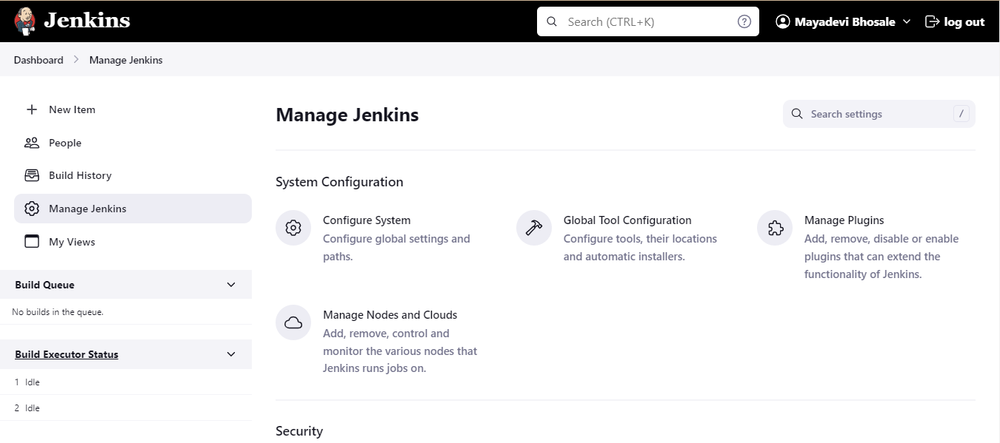 Jenkins
Search (CTRL+K)
?
Mayadevi Bhosale
log out
Dashboard
Manage Jenkins
New Item
People
Build History
Manage Jenkins
My Views
Build Queue
No builds in the queue.
Build Executor Status
1 Idle
2 Idle
Manage Jenkins
Search settings
/
System Configuration
Configure System
Configure global settings and
paths.
Global Tool Configuration
Configure tools, their locations
and automatic installers.
Manage Plugins
Add, remove, disable or enable
plugins that can extend the
functionality of Jenkins.
Manage Nodes and Clouds
Add, remove, control and
monitor the various nodes that
Jenkins runs jobs on.
Security